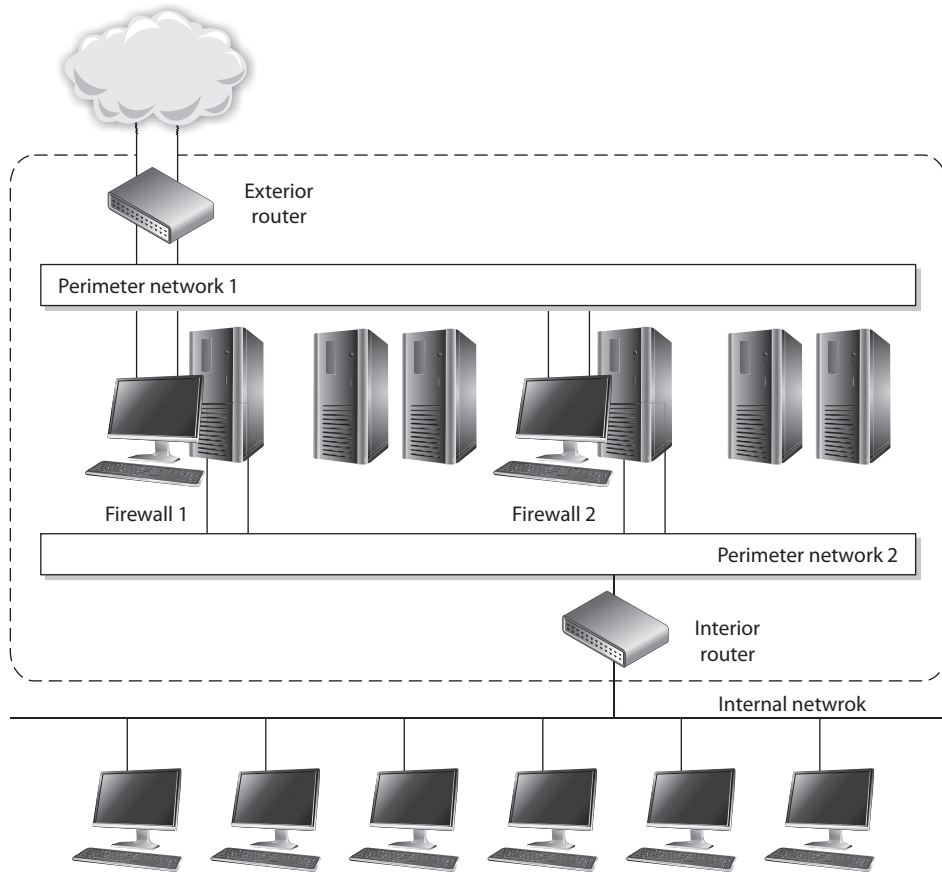 Exterior
router
Perimeter network 1
Firewall 1
Firewall 2
Perimeter network 2
Interior
router
Internal netwrok